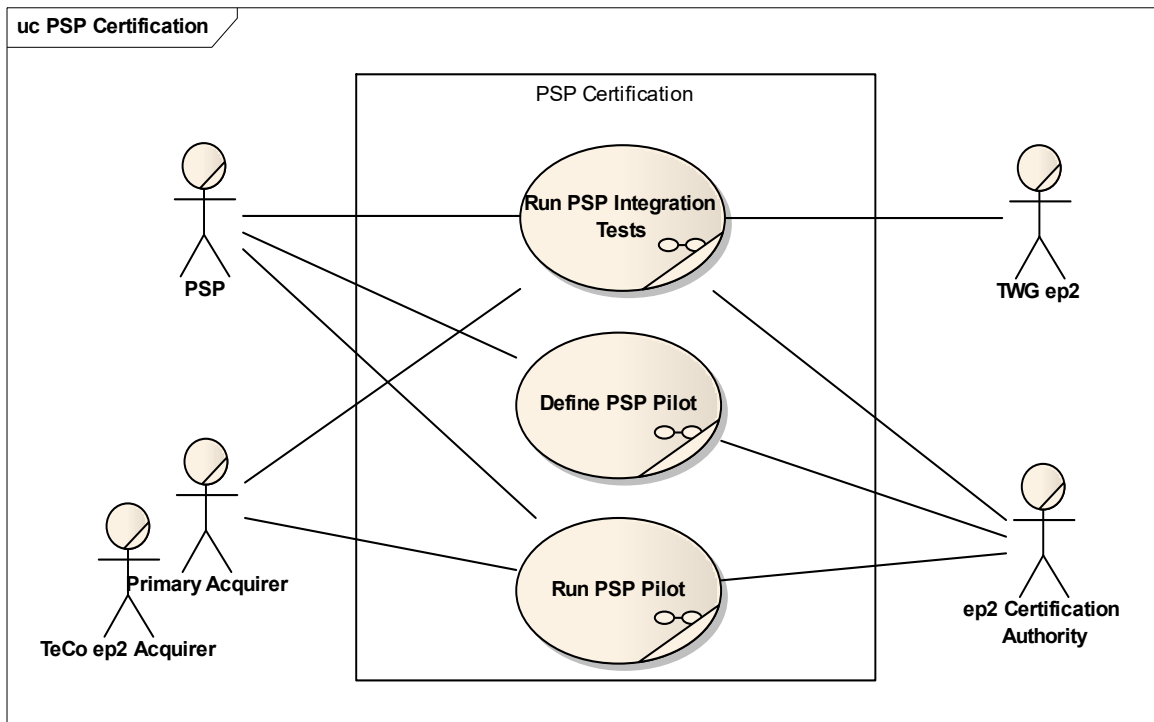 uc PSP Certification
PSP Certification
Run PSP Integration
Tests
PSP
TWG ep2
Define PSP Pilot
Primary Acquirer
Run PSP Pilot
TeCo ep2 Acquirer
ep2 Certification
Authority